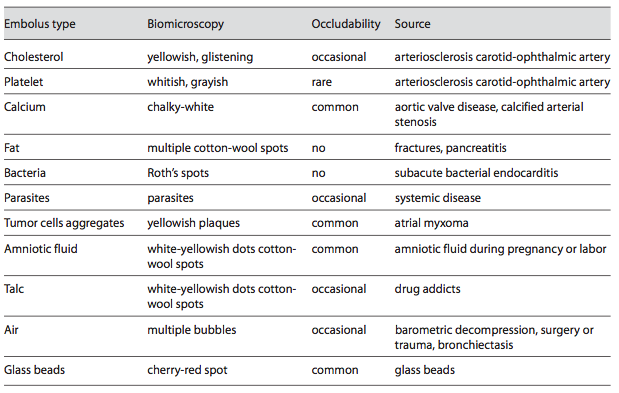 Embolus type Biomicroscopy Occludability Source
Cholesterol yellowish, glistening occasional arteriosclerosis carotid-ophthalmic artery
Platelet whitish, grayish rare arteriosclerosis carotid-ophthalmic artery
Calcium chalky-white common aortic valve disease, calcified arterial
stenosis
Fat multiple cotton-wool spots no fractures, pancreatitis
Bacteria Roth's spots no subacute bacterial endocarditis
Parasites parasites occasional systemic disease
Tumor cells aggregates yellowish plaques common atrial myxoma
Amniotic fluid white-yellowish dots cotton- common amniotic fluid during pregnancy or labor
wool spots
Talc white-yellowish dots cotton- occasional drug addicts
wool spots
Air multiple bubbles occasional barometric decompression, surgery or
trauma, bronchiectasis
Glass beads cherry-red spot common glass beads